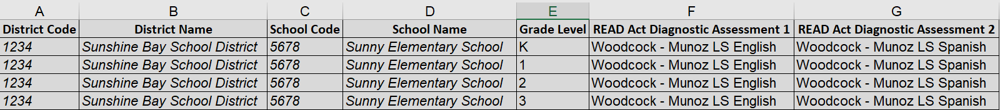 A B C D E F G
District Code District Name School Code School Name Grade Level READ Act Diagnostic Assessment 1 READ Act Diagnostic Assessment 2
1234 Sunshine Bay School District 5678 Sunny Elementary School K Woodcock - Munoz LS English Woodcock - Munoz LS Spanish
1234 Sunshine Bay School District 5678 Sunny Elementary School 1 Woodcock - Munoz LS English Woodcock - Munoz LS Spanish
1234 Sunshine Bay School District 5678 Sunny Elementary School 2 Woodcock - Munoz LS English Woodcock - Munoz LS Spanish
1234 Sunshine Bay School District 5678 Sunny Elementary School 3 Woodcock - Munoz LS English Woodcock - Munoz LS Spanish